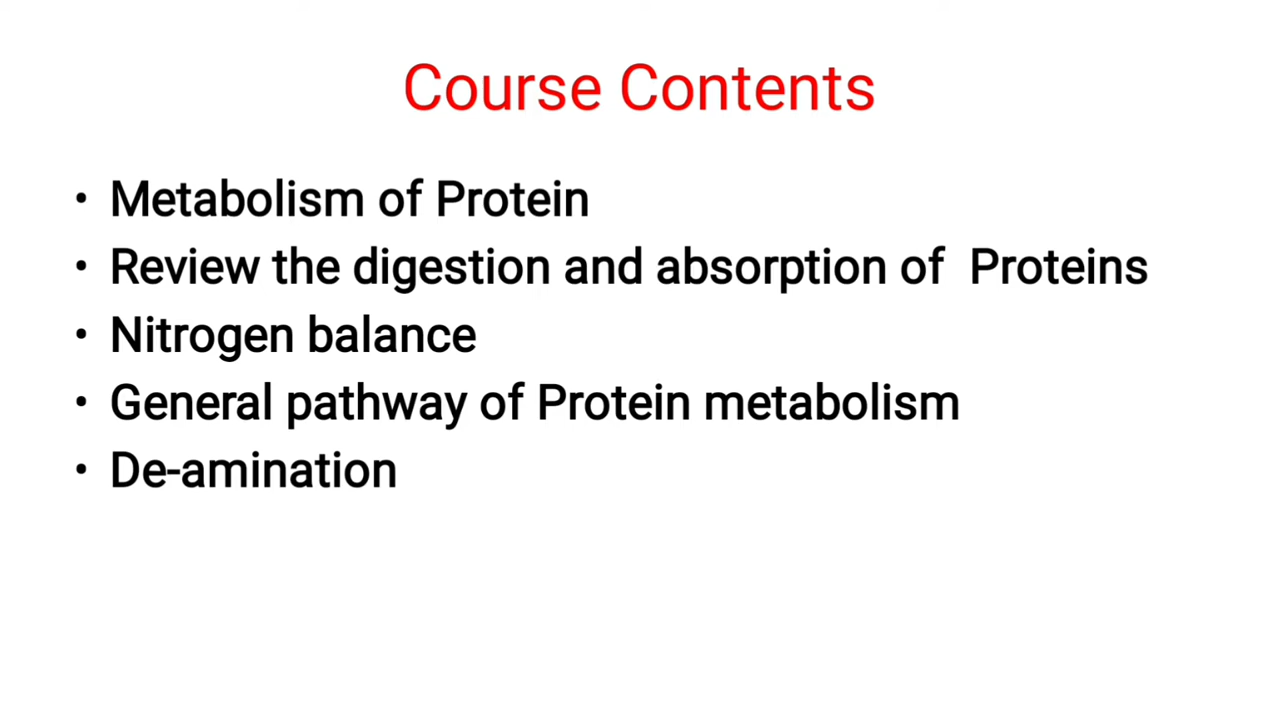 Course Contents
• Metabolism of Protein
• Review the digestion and absorption of  Proteins
• Nitrogen balance
• General pathway of Protein metabolism
• De-amination